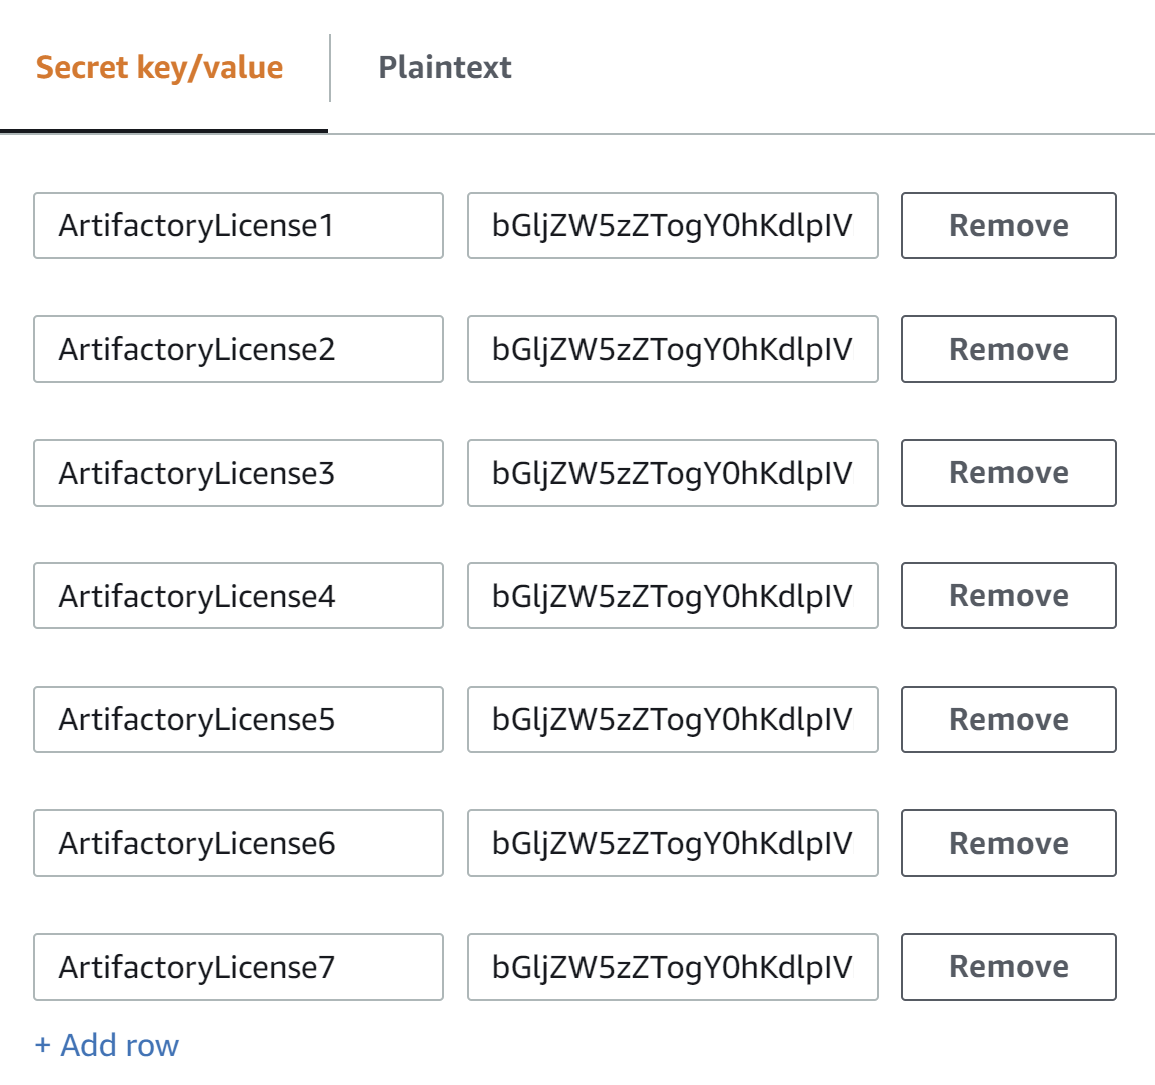 Secret key/value Plaintext
ArtifactoryLicense1 bGljZW5zZTogY0hKdlpIV Remove
ArtifactoryLicense2 bGljZW5zZTogY0hKdlpIV Remove
ArtifactoryLicense3 bGljZW5zZTogY0hKdlpIV Remove
ArtifactoryLicense4 bGljZW5zZTogY0hKdlpIV Remove
ArtifactoryLicense5 bGljZW5zZTogY0hKdlpIV Remove
ArtifactoryLicense6 bGljZW5zZTogY0hKdlpIV Remove
ArtifactoryLicense7 bGljZW5zZTogY0hKdlpIV Remove
+ Add row